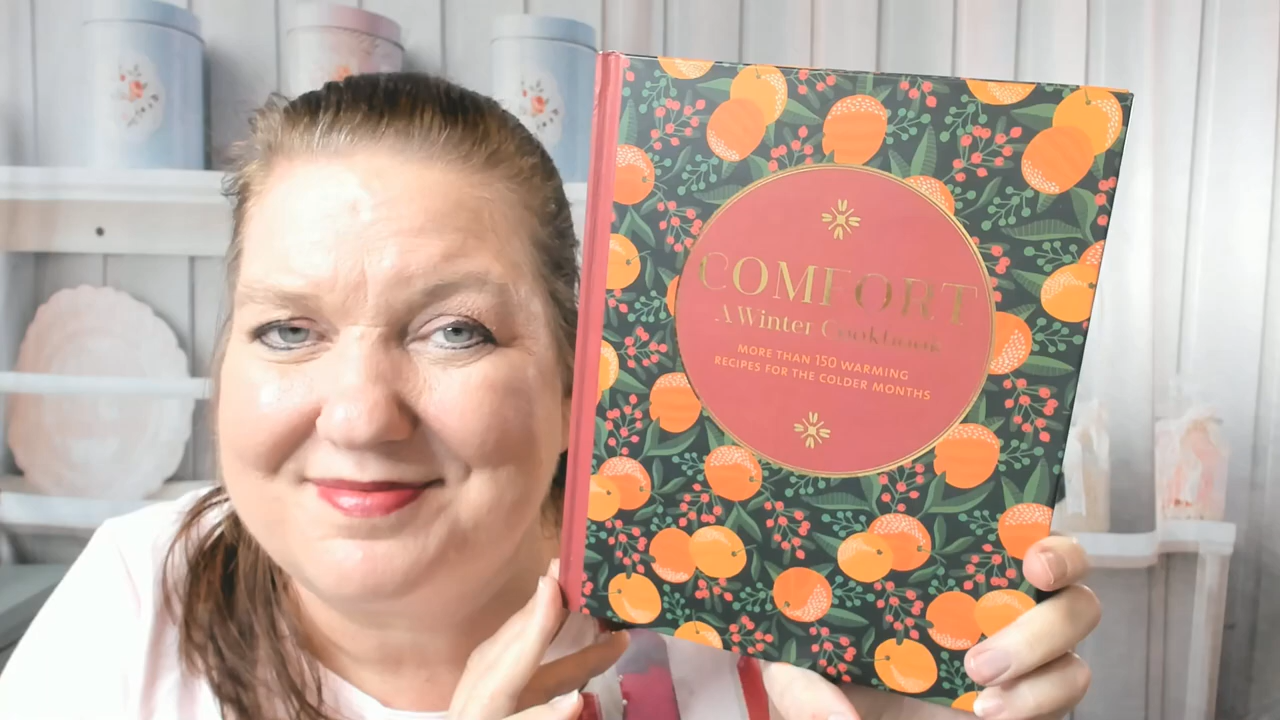 COMFORT
A Winter Cookbook
MORE THAN 150 WARMING
RECIPES FOR THE COLDER MONTHS